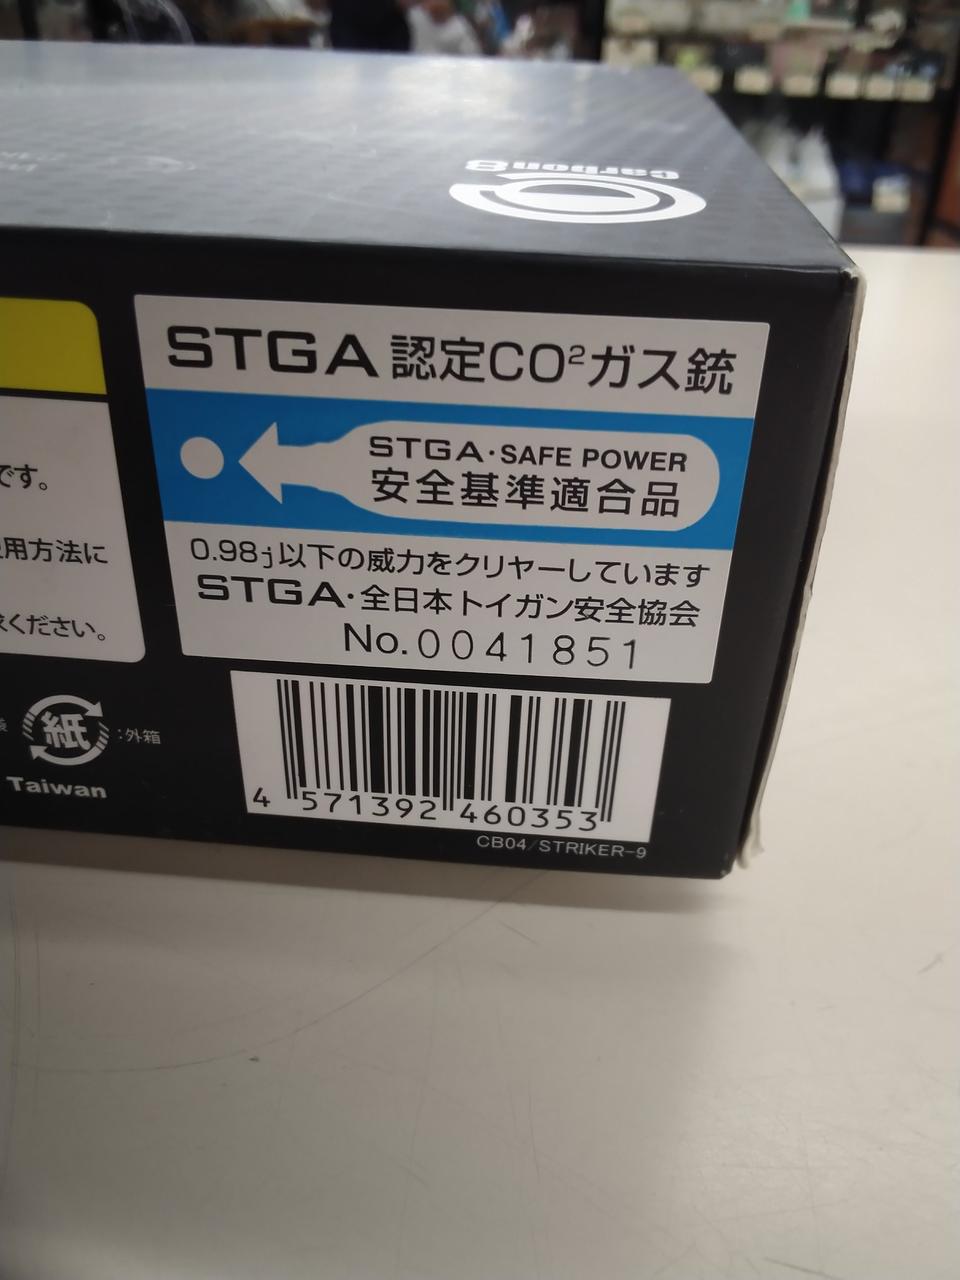 Carbon8
STGA 認定CO²ガス銃
STGA・SAFE POWER
安全基準適合品
0.98j以下の威力をクリヤーしています
STGA・全日本トイガン安全協会
No.0041851
です。
用方法に
ください。
紙
:外箱
Taiwan
4 571392 460353
CB04/STRIKER-9